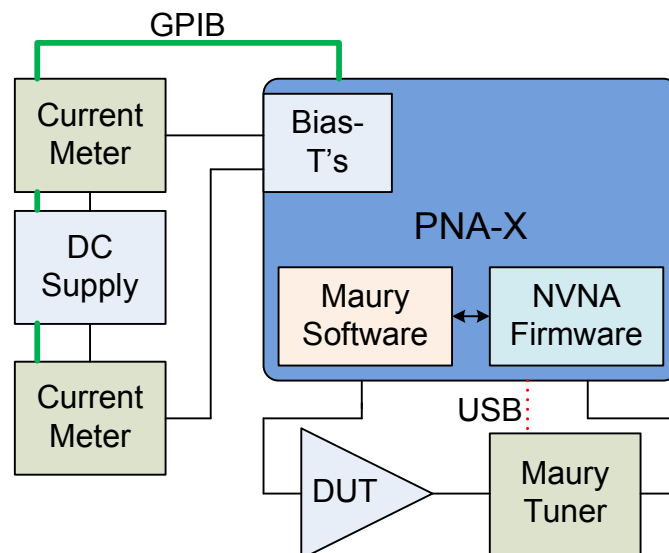 GPIB
Current
Meter
Bias-
T's
DC
Supply
PNA-X
Maury
Software
NVNA
Firmware
Current
Meter
USB
DUT
Maury
Tuner